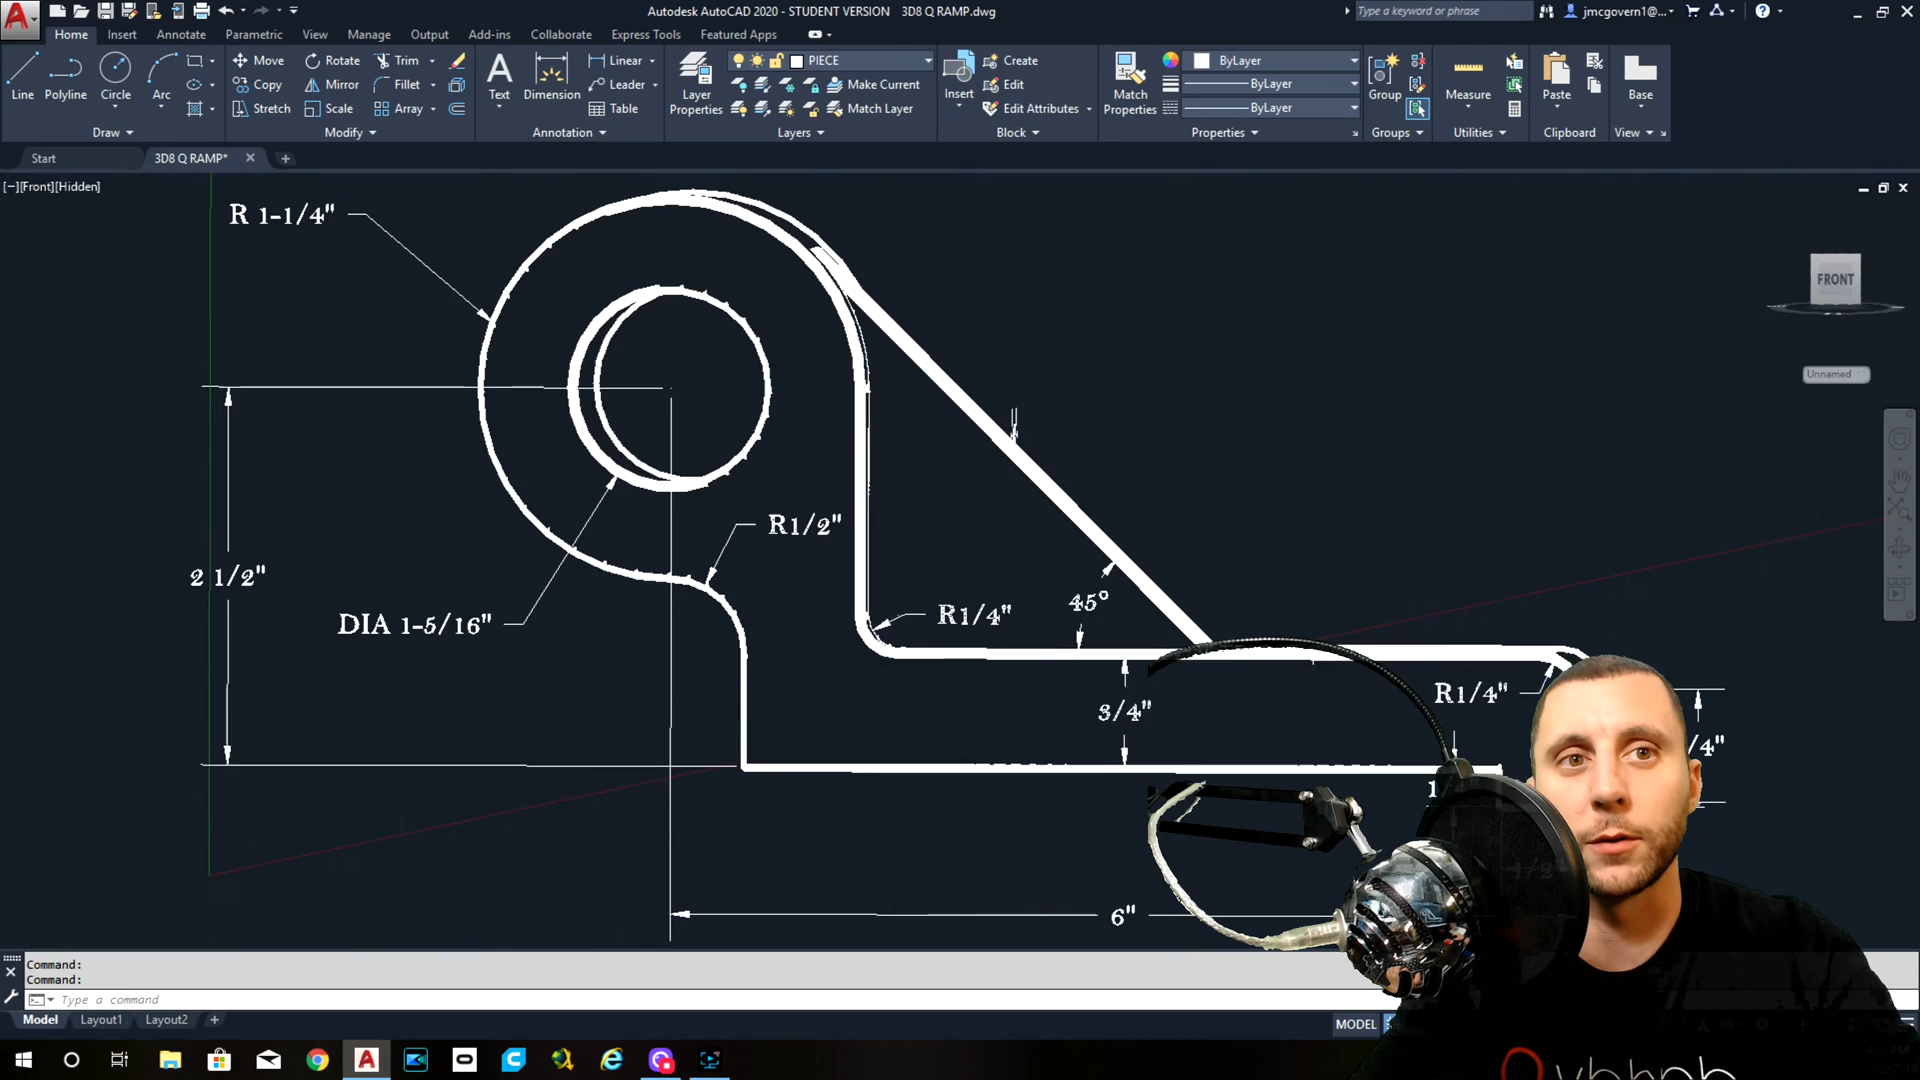 Autodesk AutoCAD 2020 - STUDENT VERSION 3D8 Q RAMP.dwg
Type a keyword or phrase
jmcgovern1@...
Home Insert Annotate Parametric View Manage Output Add-ins Collaborate Express Tools Featured Apps
Line Polyline Circle Arc
Move Rotate Trim
Copy Mirror Fillet
Stretch Scale Array
Text Dimension
Linear
Leader
Table
Layer Properties
PIECE
Make Current
Match Layer
Insert
Create
Edit
Edit Attributes
Match Properties
ByLayer
ByLayer
ByLayer
Group
Measure
Paste
Base
Draw Modify Annotation Layers Block Properties Groups Utilities Clipboard View
Start 3D8 Q RAMP*
[−][Front][Hidden]
R 1-1/4"
FRONT
Unnamed
R1/2"
2 1/2"
45°
R1/4"
DIA 1-5/16"
R1/4"
3/4"
/4"
6"
Command:
Command:
Type a command
Model Layout1 Layout2
MODEL